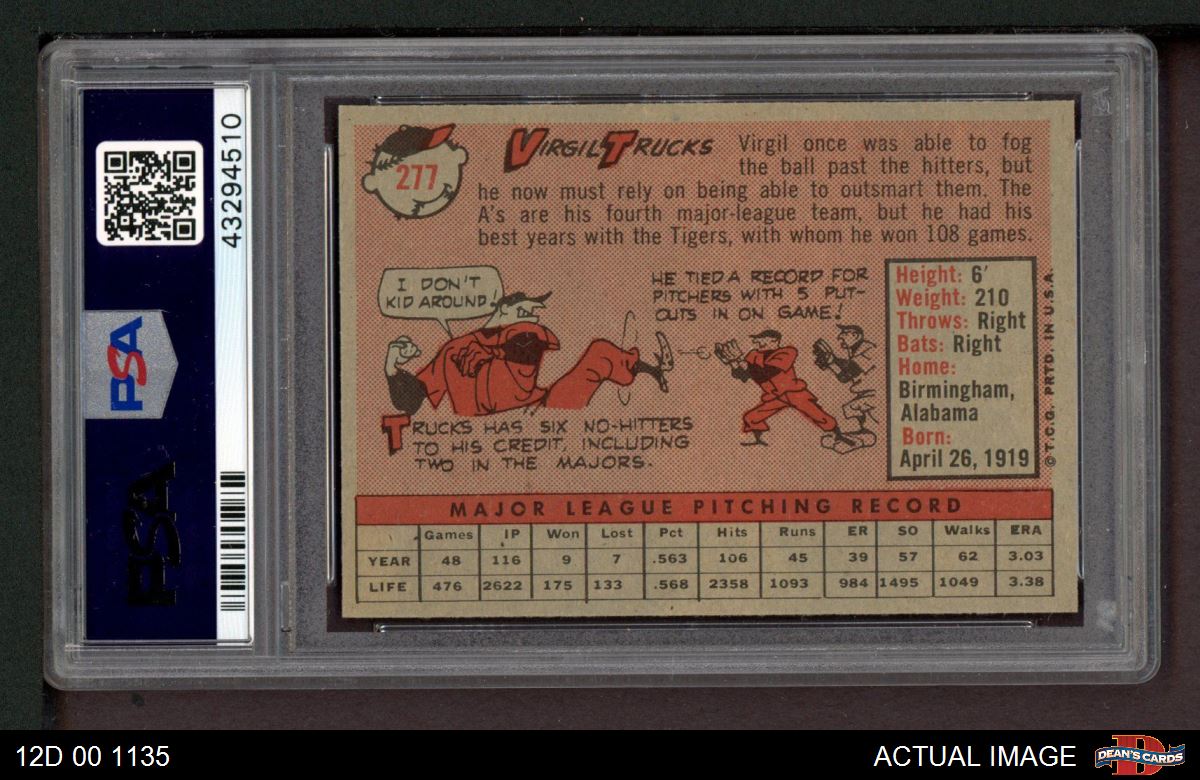 43294510
PSA
PSA
277
VIRGIL TRUCKS
Virgil once was able to fog
the ball past the hitters, but
he now must rely on being able to outsmart them. The
A's are his fourth major-league team, but he had his
best years with the Tigers, with whom he won 108 games.
I DON'T
KID AROUND!
HE TIED A RECORD FOR
PITCHERS WITH 5 PUT-
OUTS IN ON GAME!
TRUCKS HAS SIX NO-HITTERS
TO HIS CREDIT, INCLUDING
TWO IN THE MAJORS.
Height: 6'
Weight: 210
Throws: Right
Bats: Right
Home:
Birmingham,
Alabama
Born:
April 26, 1919
© T.C.G. PRTD. IN U.S.A.
MAJOR LEAGUE PITCHING RECORD
Games IP Won Lost Pct Hits Runs ER SO Walks ERA
YEAR 48 116 9 7 .563 106 45 39 57 62 3.03
LIFE 476 2622 175 133 .568 2358 1093 984 1495 1049 3.38
12D 00 1135
ACTUAL IMAGE
DEAN'S CARDS